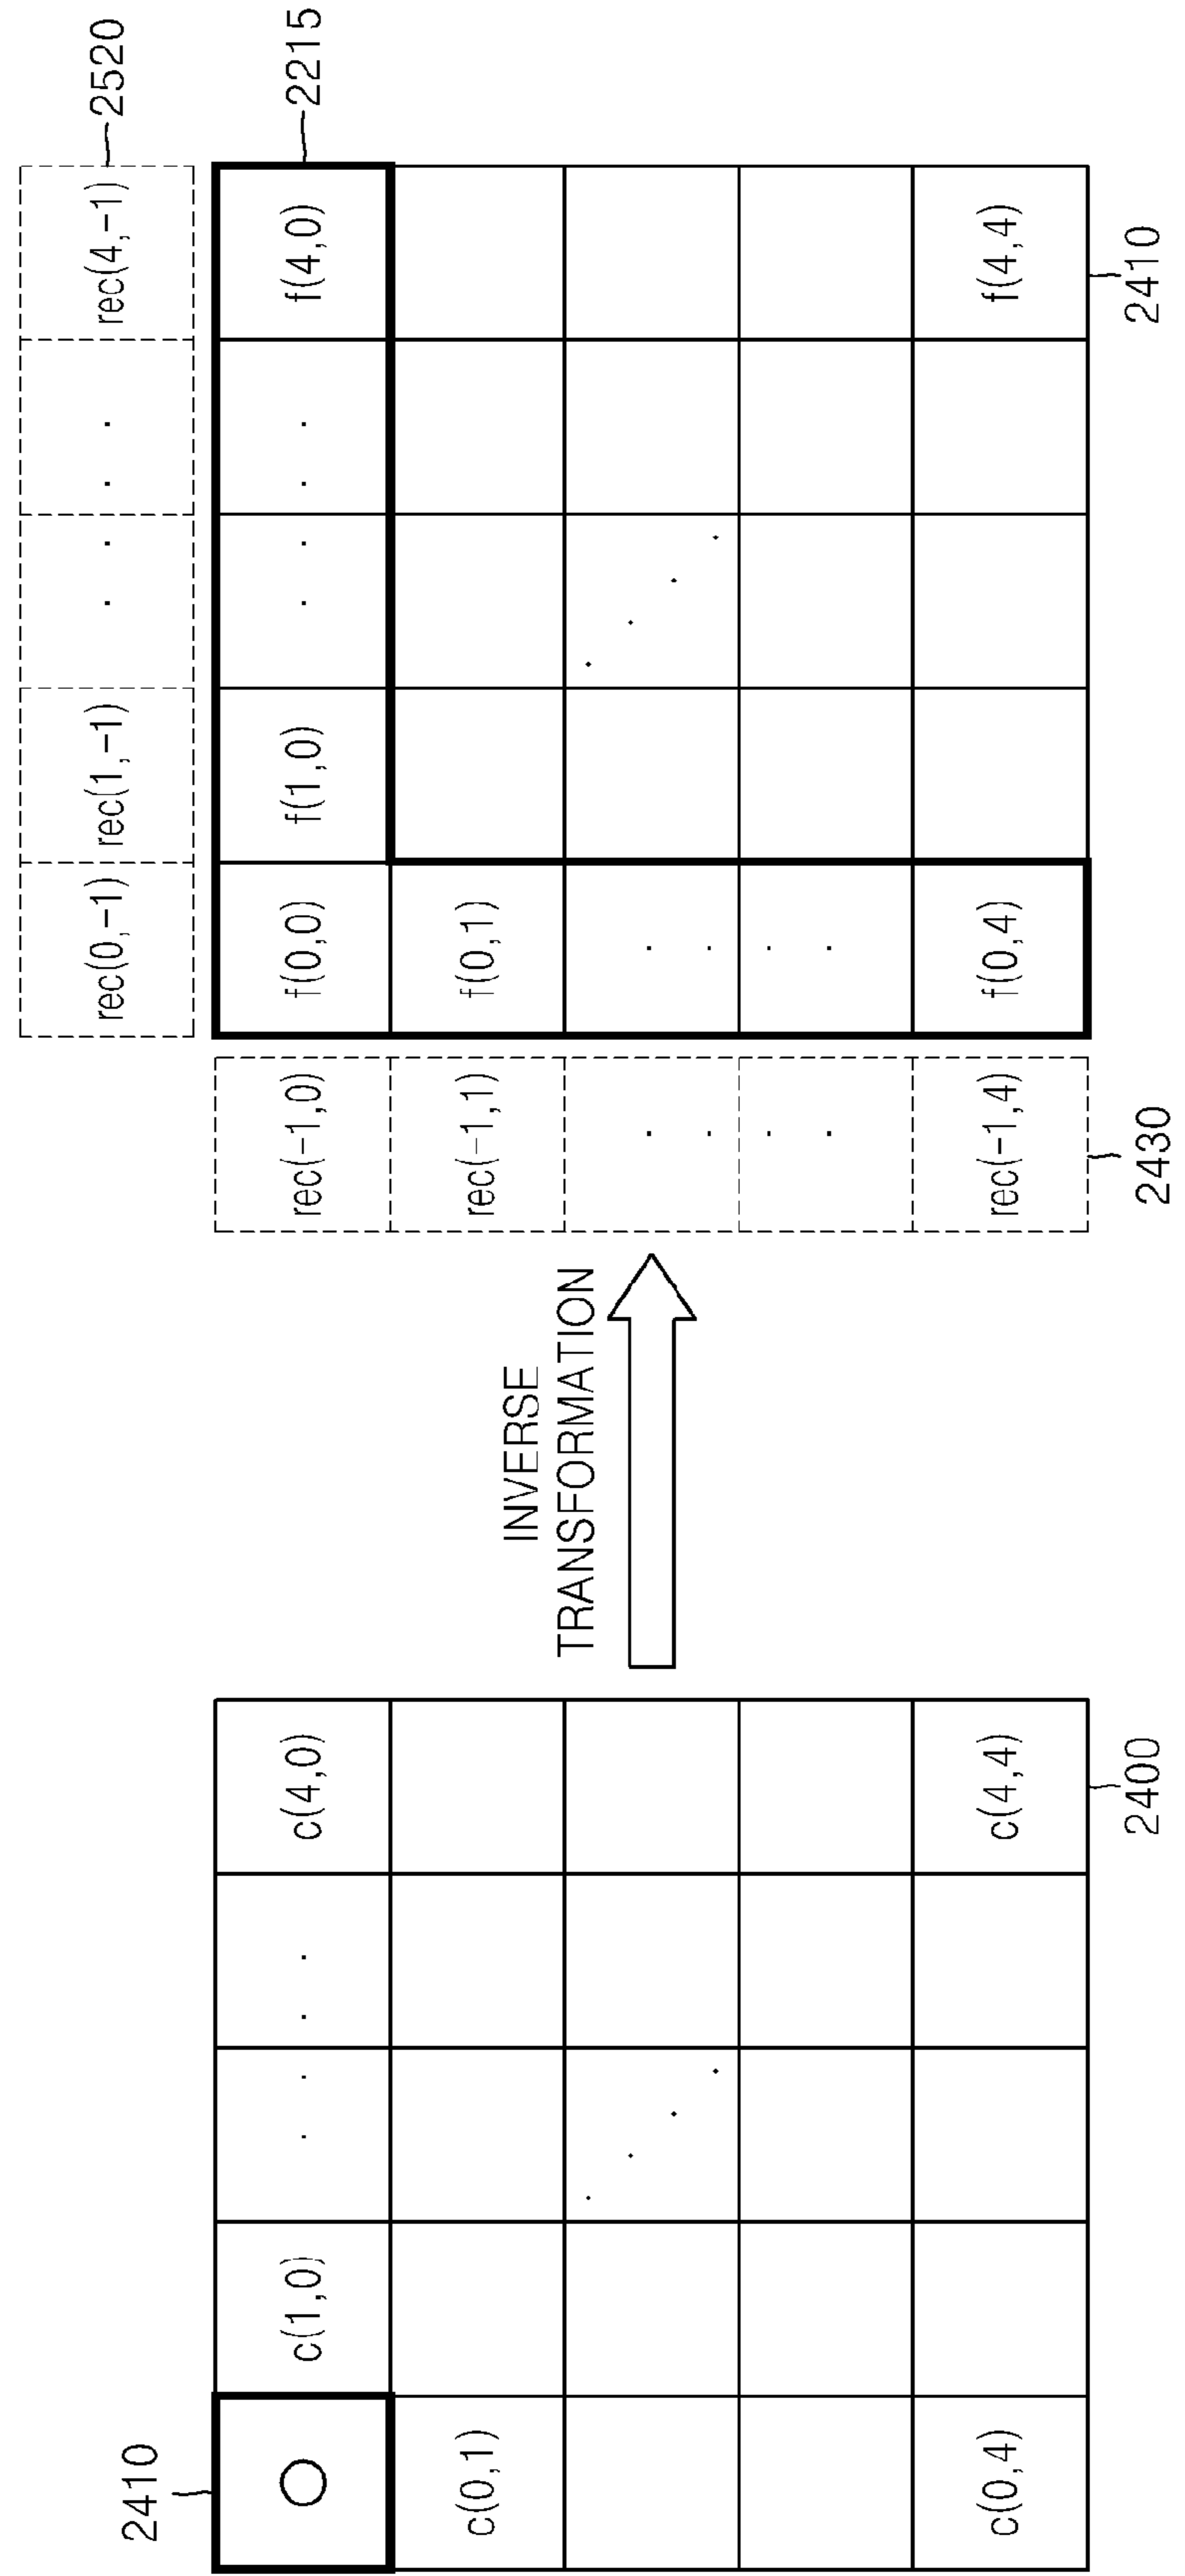 2410
○
c(1,0)
. . . .
c(4,0)
c(0,1)
. . . .
c(0,4)
c(4,4)
2400
INVERSE
TRANSFORMATION
rec(0,-1)
rec(1,-1)
. . . .
rec(4,-1)
2520
rec(-1,0)
f(0,0)
f(1,0)
. . . .
f(4,0)
2215
rec(-1,1)
f(0,1)
. . . .
. . . .
. . . .
rec(-1,4)
f(0,4)
f(4,4)
2430
2410